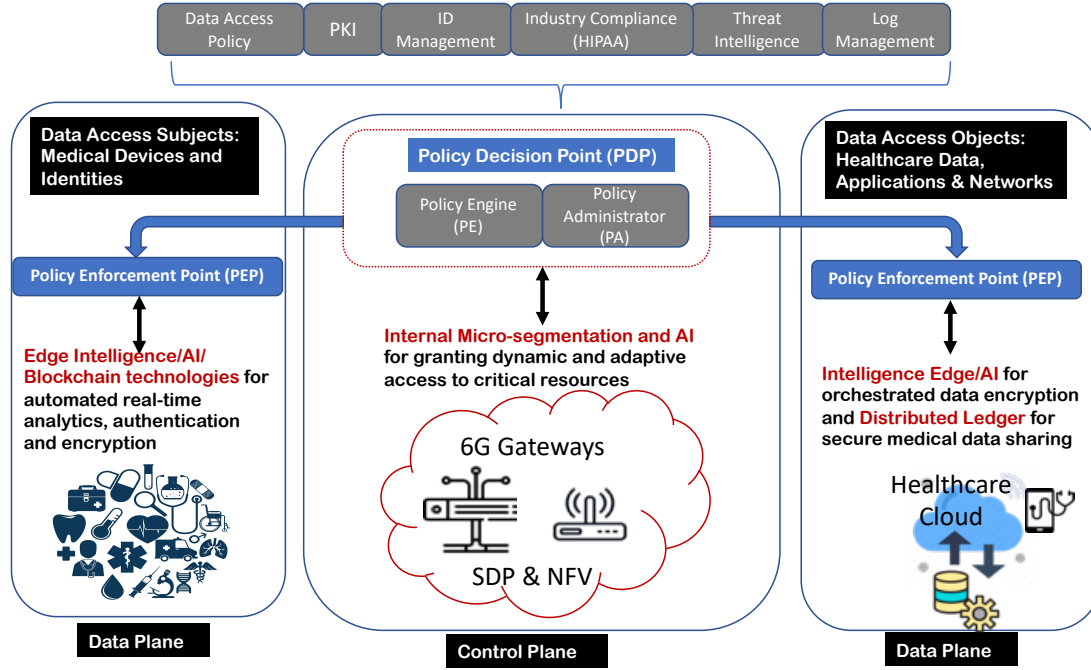 Data Access
Policy
PKI
ID
Management
Industry Compliance
(HIPAA)
Threat
Intelligence
Log
Management
Data Access Subjects:
Medical Devices and
Identities
Policy Enforcement Point (PEP)
Edge Intelligence/AI/
Blockchain technologies for
automated real-time
analytics, authentication
and encryption
Data Plane
Policy Decision Point (PDP)
Policy Engine
(PE)
Policy
Administrator
(PA)
Internal Micro-segmentation and AI
for granting dynamic and adaptive
access to critical resources
6G Gateways
SDP & NFV
Control Plane
Data Access Objects:
Healthcare Data,
Applications & Networks
Policy Enforcement Point (PEP)
Intelligence Edge/AI for
orchestrated data encryption
and Distributed Ledger for
secure medical data sharing
Healthcare
Cloud
Data Plane